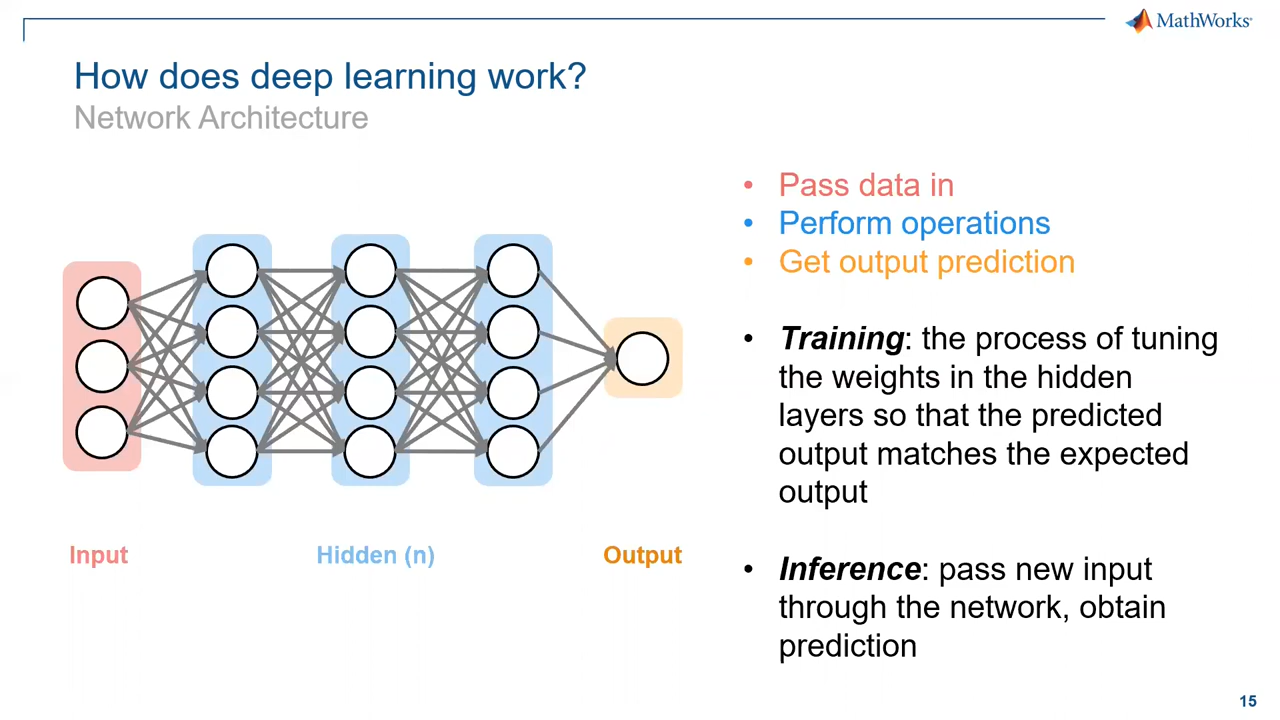 MathWorks
How does deep learning work?
Network Architecture
• Pass data in
• Perform operations
• Get output prediction
• Training: the process of tuning
the weights in the hidden
layers so that the predicted
output matches the expected
output
• Inference: pass new input
through the network, obtain
prediction
Input
Hidden (n)
Output
15